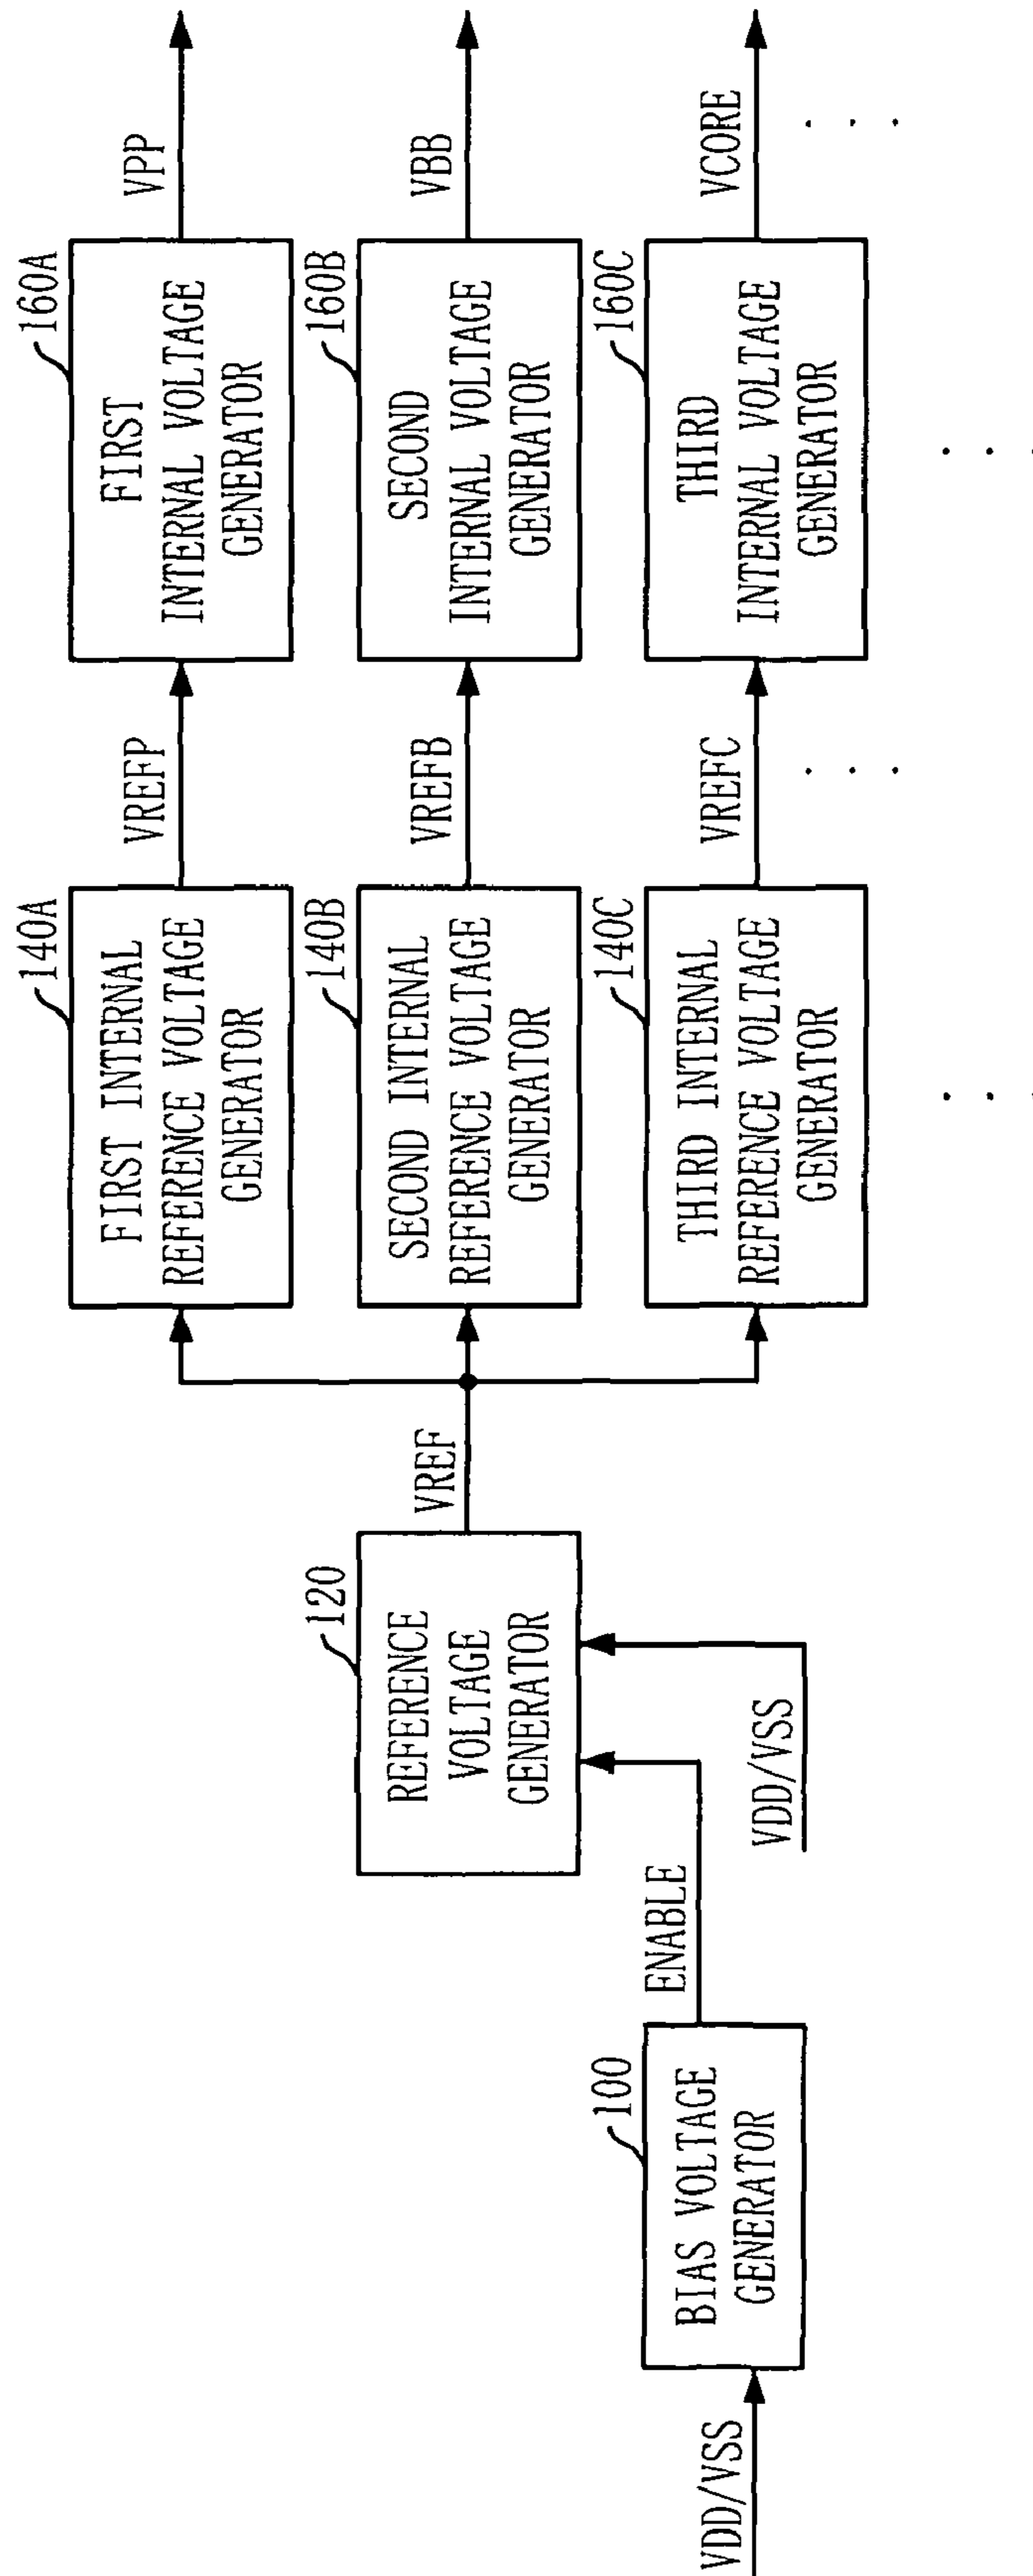 VDD/VSS
100
BIAS VOLTAGE
GENERATOR
ENABLE
VDD/VSS
120
REFERENCE
VOLTAGE
GENERATOR
VREF
140A
FIRST INTERNAL
REFERENCE VOLTAGE
GENERATOR
VREFP
160A
FIRST
INTERNAL VOLTAGE
GENERATOR
VPP
140B
SECOND INTERNAL
REFERENCE VOLTAGE
GENERATOR
VREFB
160B
SECOND
INTERNAL VOLTAGE
GENERATOR
VBB
140C
THIRD INTERNAL
REFERENCE VOLTAGE
GENERATOR
VREFC
160C
THIRD
INTERNAL VOLTAGE
GENERATOR
VCORE